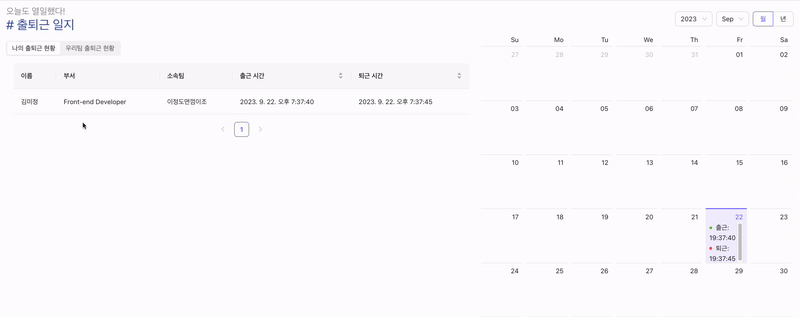 오늘도 열일했다!
# 출퇴근 일지
나의 출퇴근 현황 우리팀 출퇴근 현황
이름 부서 소속팀 출근 시간 퇴근 시간
김미정 Front-end Developer 이정도면껌이조 2023. 9. 22. 오후 7:37:40 2023. 9. 22. 오후 7:37:45
1
2023 Sep 월 년
Su Mo Tu We Th Fr Sa
27 28 29 30 31 01 02
03 04 05 06 07 08 09
10 11 12 13 14 15 16
17 18 19 20 21 22 23
출근:
19:37:40
퇴근:
19:37:45
24 25 26 27 28 29 30